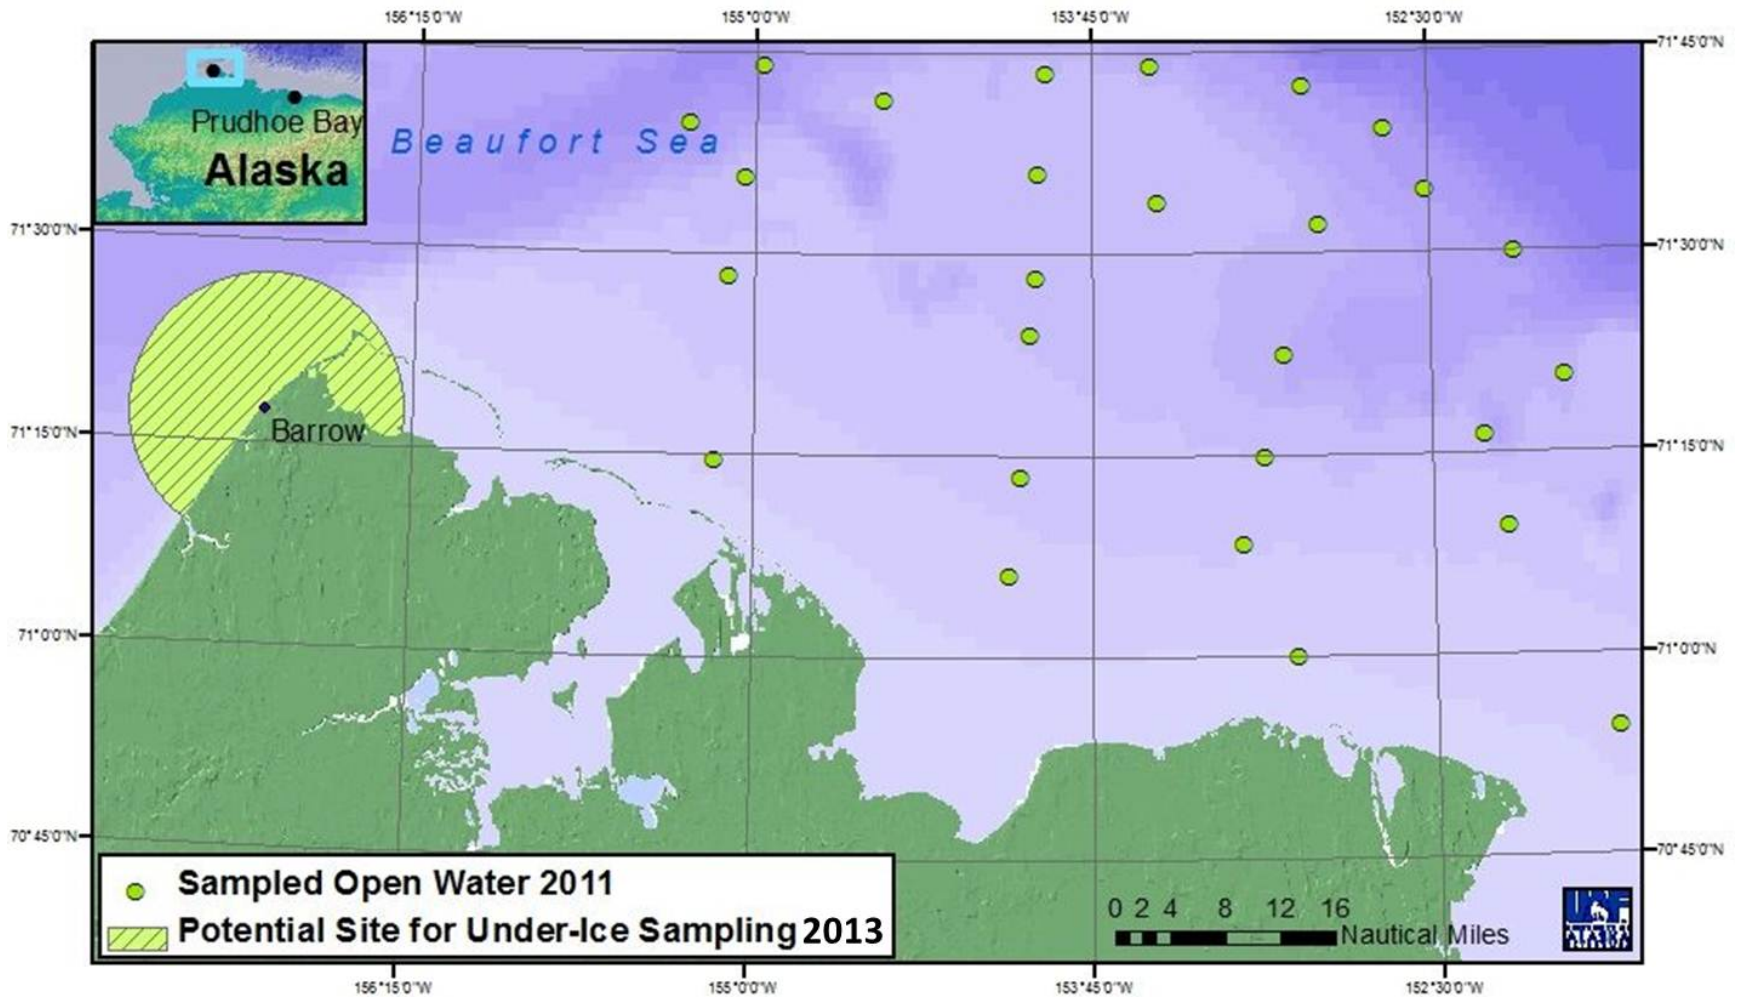 156°15'0"W 155°0'0"W 153°45'0"W 152°30'0"W
71°45'0"N
Prudhoe Bay
Alaska
Beaufort Sea
71°30'0"N 71°30'0"N
Barrow
71°15'0"N 71°15'0"N
71°0'0"N 71°0'0"N
70°45'0"N 70°45'0"N
Sampled Open Water 2011
Potential Site for Under-Ice Sampling 2013
0 2 4 8 12 16
Nautical Miles
156°15'0"W 155°0'0"W 153°45'0"W 152°30'0"W